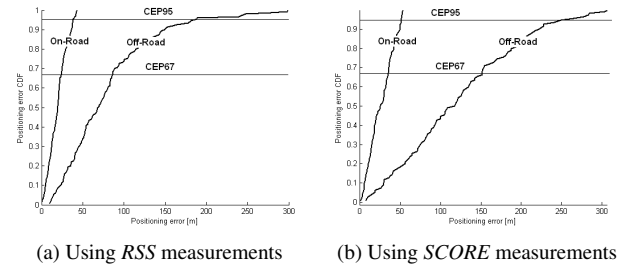 CEP95
On-Road
Off-Road
CEP67
Positioning error CDF
1
0.9
0.8
0.7
0.6
0.5
0.4
0.3
0.2
0.1
0
0 50 100 150 200 250 300
Positioning error [m]
(a) Using RSS measurements
CEP95
On-Road
Off-Road
CEP67
Positioning error CDF
1
0.9
0.8
0.7
0.6
0.5
0.4
0.3
0.2
0.1
0
0 50 100 150 200 250 300
Positioning error [m]
(b) Using SCORE measurements